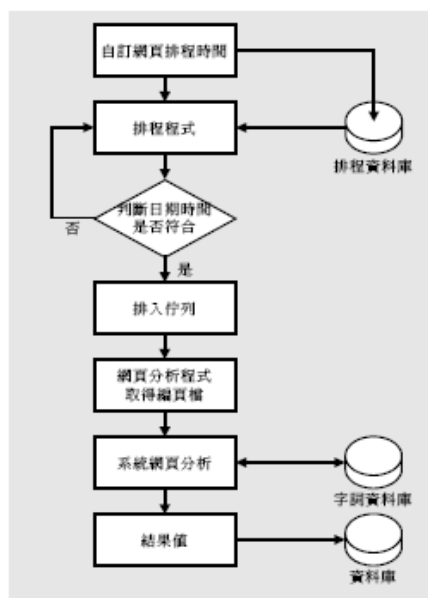 自訂網頁排程時間
排程程式
排程資料庫
判斷日期時間
是否符合
否
是
排入佇列
網頁分析程式
取得編頁檔
系統網頁分析
字詞資料庫
結果值
資料庫